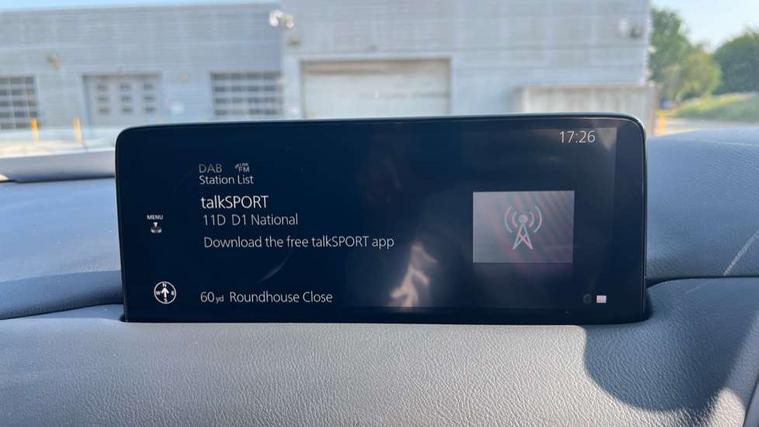 17:26
DAB LINK FM
Station List
talkSPORT
11D D1 National
Download the free talkSPORT app
MENU
N
W E
60yd Roundhouse Close